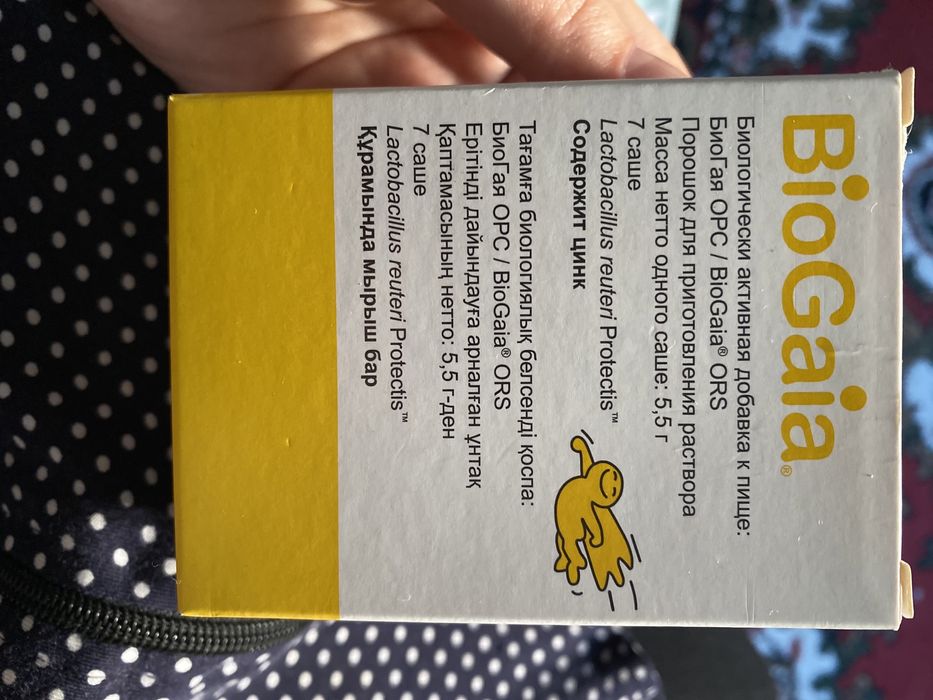 BioGaia®
Биологически активная добавка к пище:
БиоГая ОРС / BioGaia® ORS
Порошок для приготовления раствора
Масса нетто одного саше: 5,5 г
7 саше
Lactobacillus reuteri Protectis™
Содержит цинк
Тағамға биологиялық белсенді қоспа:
БиоГая ОРС / BioGaia® ORS
Ерітінді дайындауға арналған ұнтақ
Қаптамасының нетто: 5,5 г-ден
7 саше
Lactobacillus reuteri Protectis™
Құрамында мырыш бар